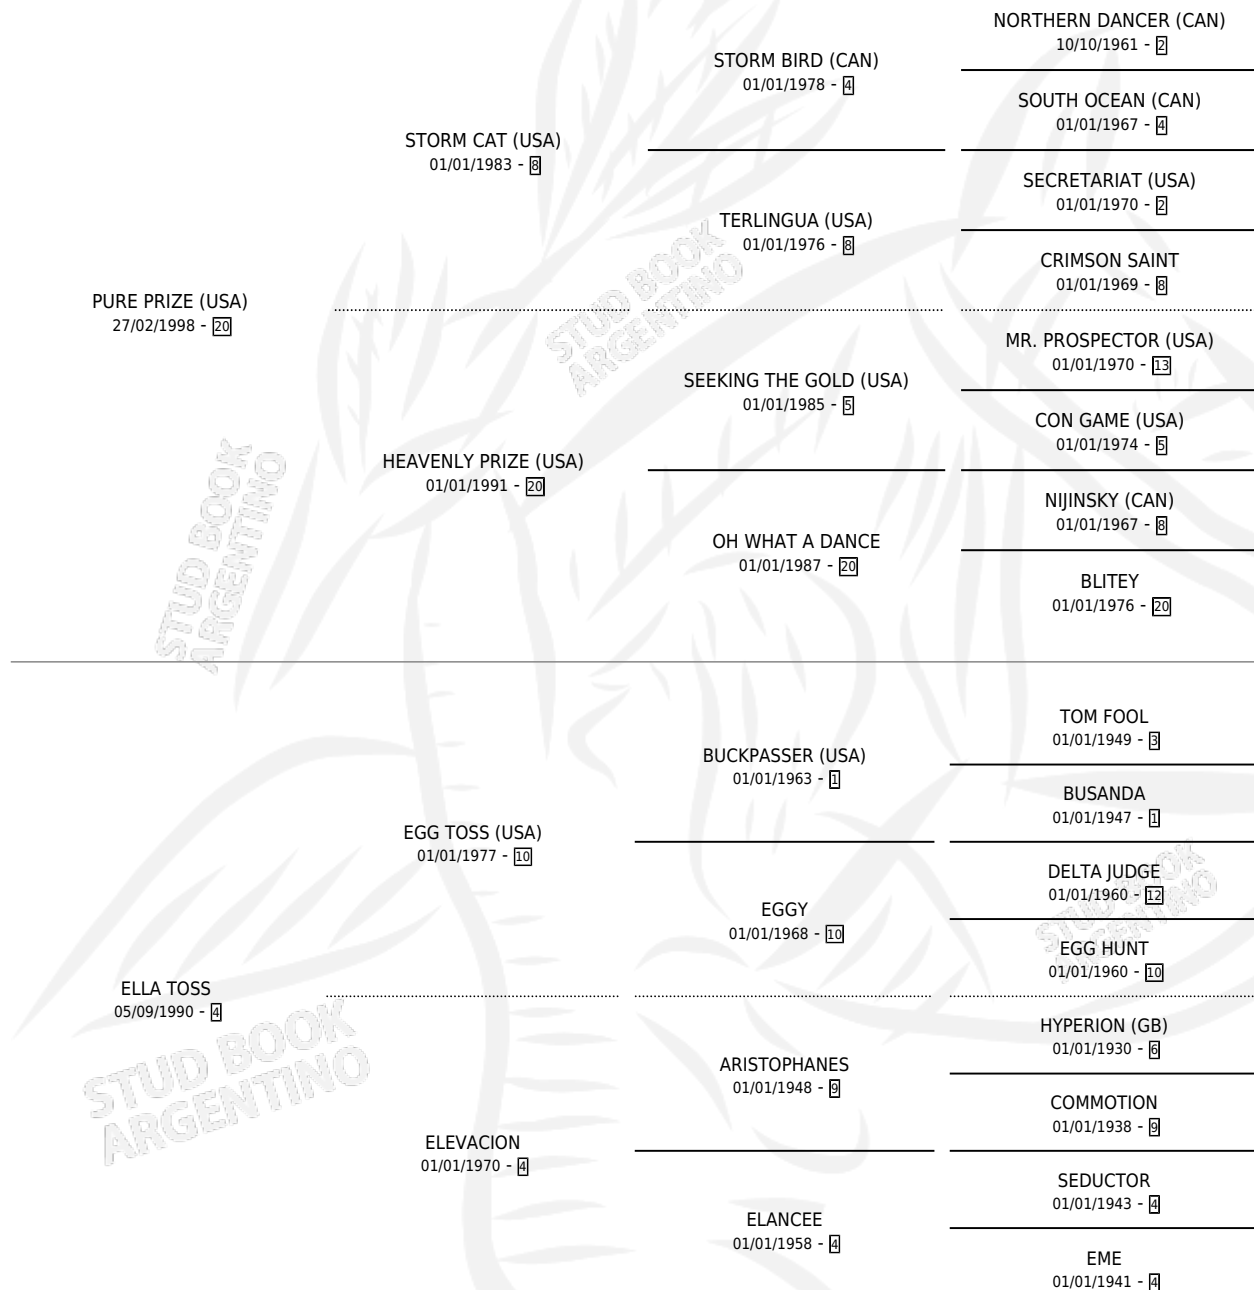 NORTHERN DANCER (CAN)
10/10/1961 - 2
STORM BIRD (CAN)
01/01/1978 - 4
SOUTH OCEAN (CAN)
01/01/1967 - 4
STORM CAT (USA)
01/01/1983 - 8
SECRETARIAT (USA)
01/01/1970 - 2
TERLINGUA (USA)
01/01/1976 - 8
CRIMSON SAINT
01/01/1969 - 8
PURE PRIZE (USA)
27/02/1998 - 20
MR. PROSPECTOR (USA)
01/01/1970 - 13
SEEKING THE GOLD (USA)
01/01/1985 - 5
CON GAME (USA)
01/01/1974 - 5
HEAVENLY PRIZE (USA)
01/01/1991 - 20
NIJINSKY (CAN)
01/01/1967 - 8
OH WHAT A DANCE
01/01/1987 - 20
BLITEY
01/01/1976 - 20
TOM FOOL
01/01/1949 - 3
BUCKPASSER (USA)
01/01/1963 - 1
BUSANDA
01/01/1947 - 1
EGG TOSS (USA)
01/01/1977 - 10
DELTA JUDGE
01/01/1960 - 12
EGGY
01/01/1968 - 10
EGG HUNT
01/01/1960 - 10
ELLA TOSS
05/09/1990 - 4
HYPERION (GB)
01/01/1930 - 6
ARISTOPHANES
01/01/1948 - 9
COMMOTION
01/01/1938 - 9
ELEVACION
01/01/1970 - 4
SEDUCTOR
01/01/1943 - 4
ELANCEE
01/01/1958 - 4
EME
01/01/1941 - 4
STUD BOOK
ARGENTINO
STUD BOOK
ARGENTINO
STUD BOOK
ARGENTINO
STUD BOOK
ARGENTINO